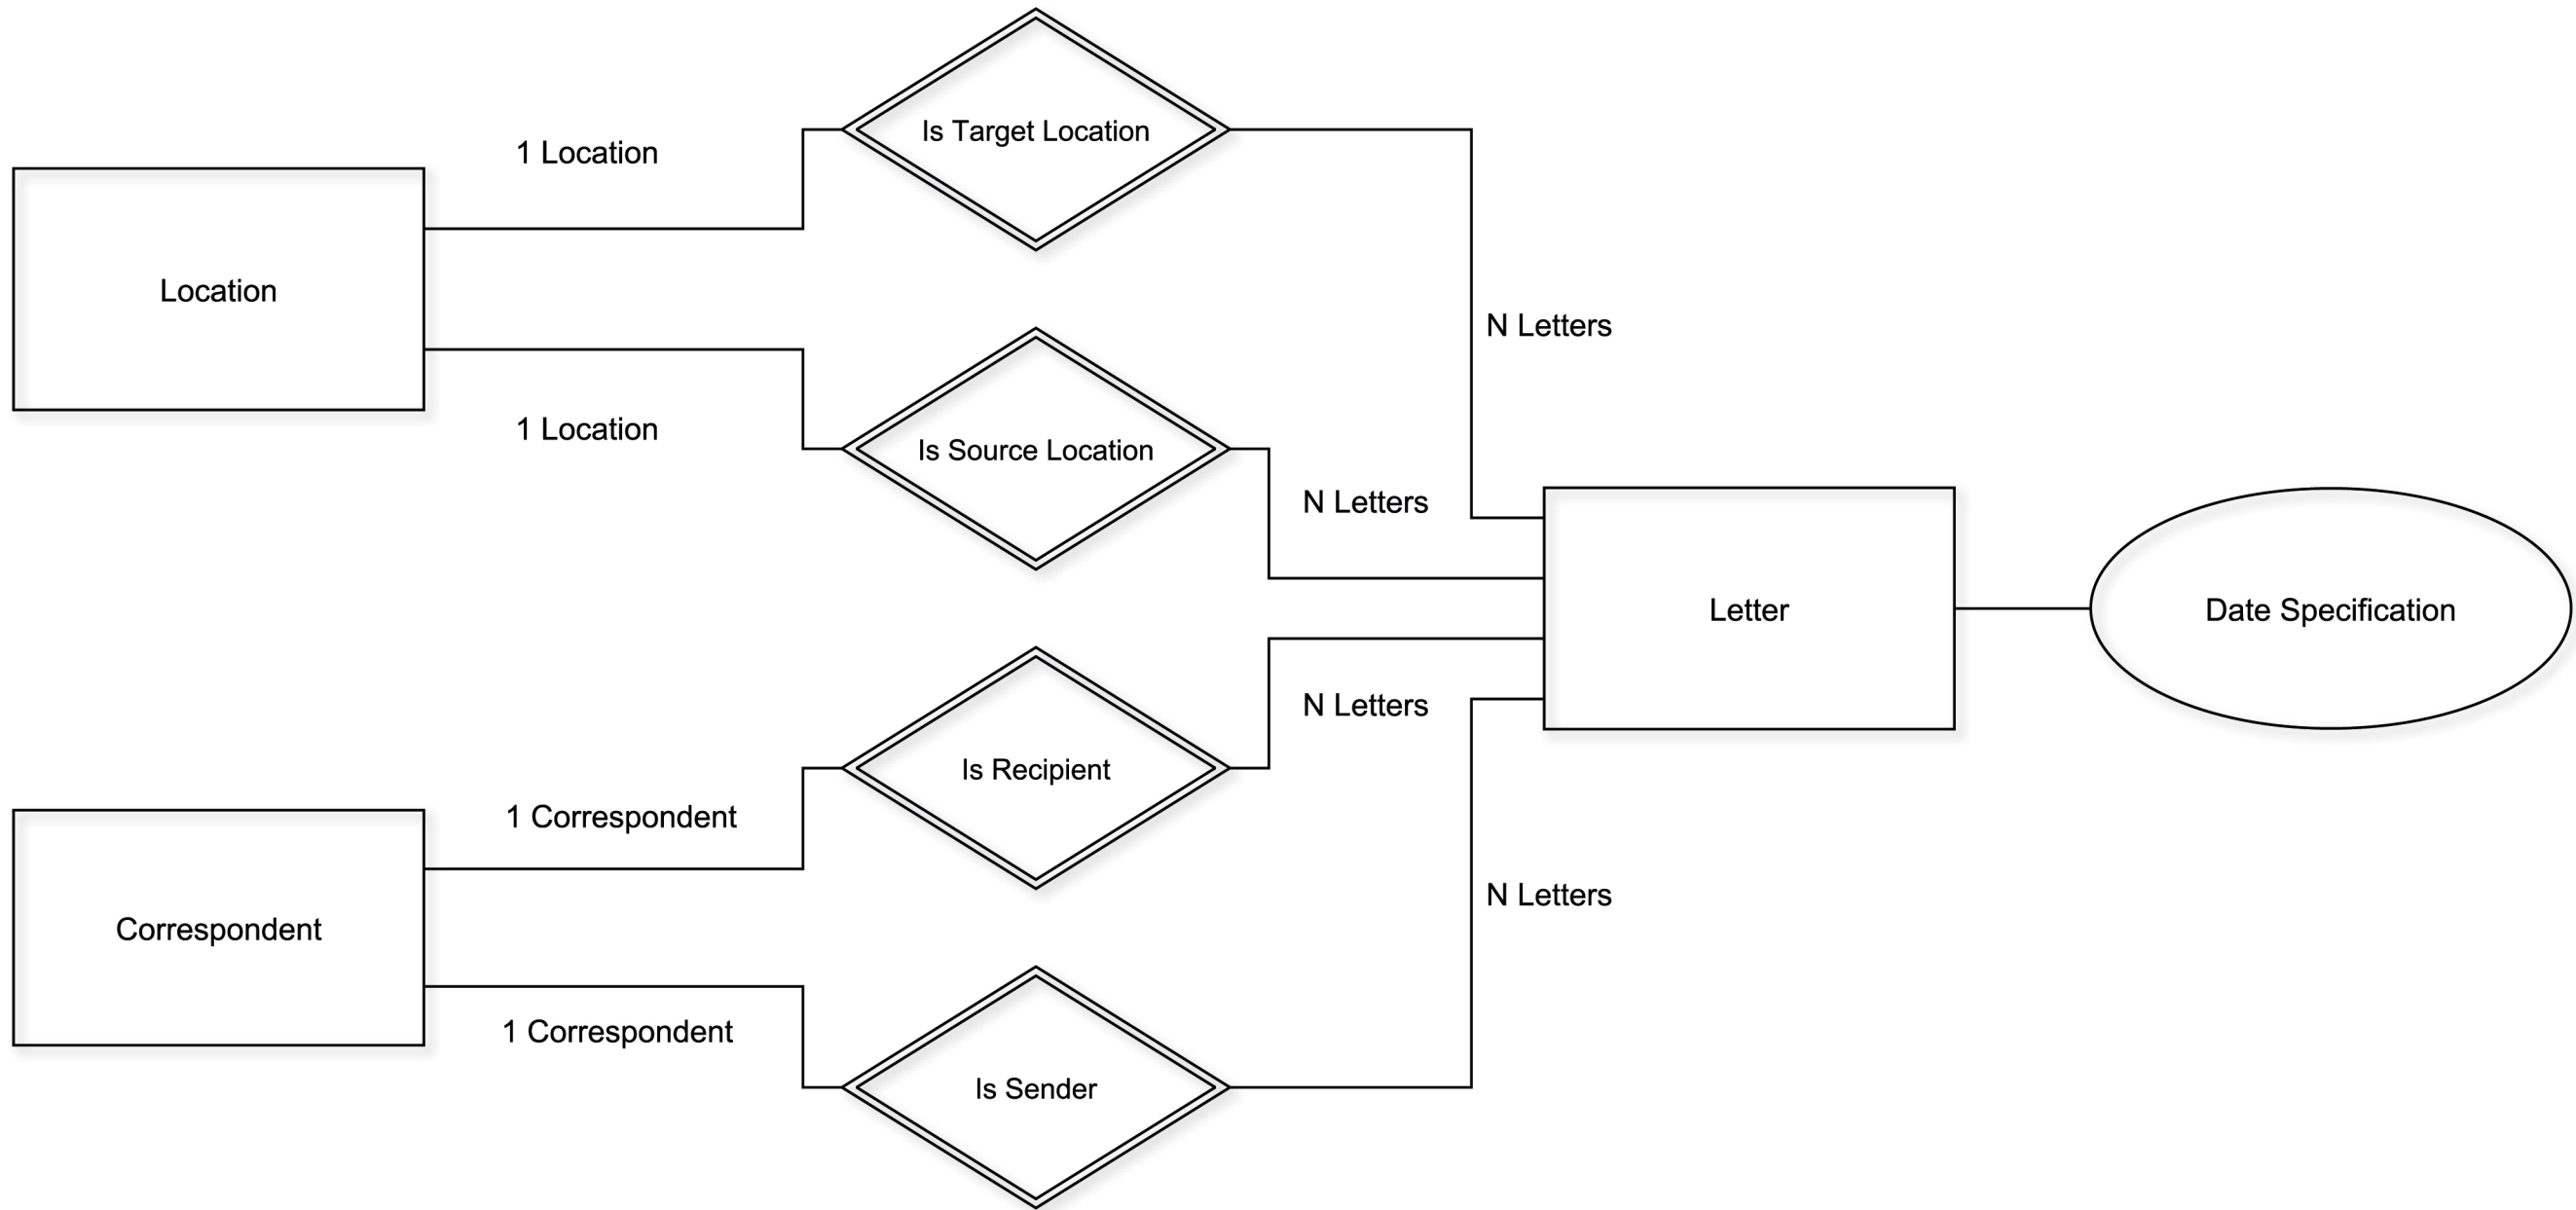 Is Target Location
1 Location
Location
N Letters
1 Location
Is Source Location
N Letters
Letter
Date Specification
N Letters
Is Recipient
1 Correspondent
N Letters
Correspondent
1 Correspondent
Is Sender